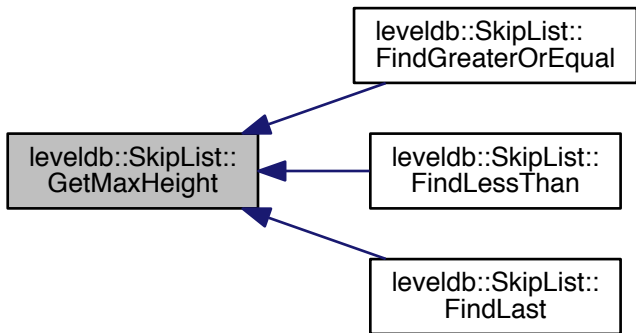 leveldb::SkipList::
FindGreaterOrEqual
leveldb::SkipList::
GetMaxHeight
leveldb::SkipList::
FindLessThan
leveldb::SkipList::
FindLast